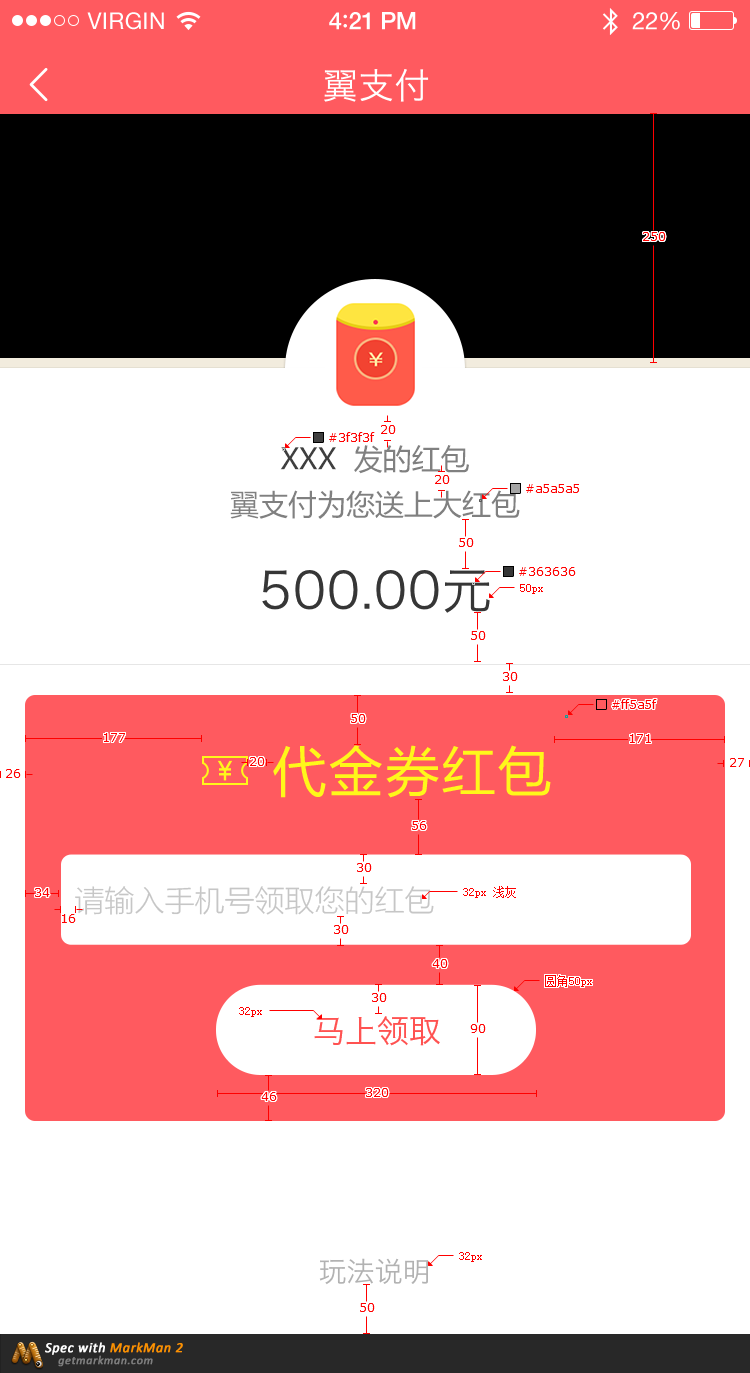 VIRGIN 4:21 PM 22%
翼支付
250
¥
20
#3f3f3f
XXX 发的红包
20
#a5a5a5
翼支付为您送上大红包
50
#363636
500.00元
50px
50
30
#ff5a5f
50
177
171
26
¥
20
代金券红包
27
56
30
34
请输入手机号领取您的红包
32px 浅灰
16
30
40
圆角50px
30
32px
马上领取
90
46
320
32px
玩法说明
50
Spec with MarkMan 2
getmarkman.com